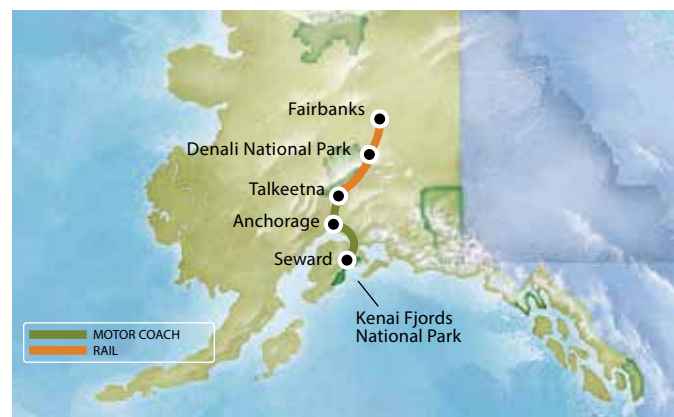 Fairbanks
Denali National Park
Talkeetna
Anchorage
Seward
Kenai Fjords
National Park
MOTOR COACH
RAIL